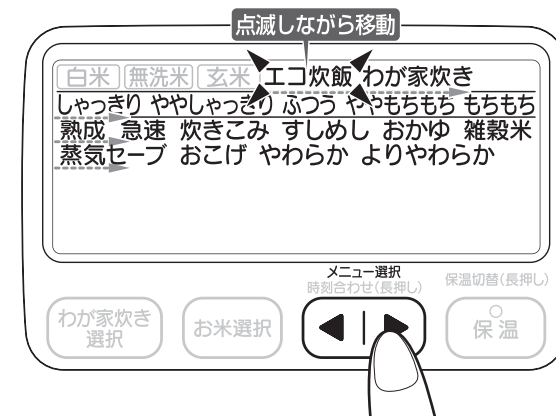 点滅しながら移動
白米 無洗米 玄米 エコ炊飯 わが家炊き
しゃっきり ややしゃっきり ふつう ややもちもち もちもち
熟成 急速 炊きこみ すしめし おかゆ 雑穀米
蒸気セーブ おこげ やわらか よりやわらか
メニュー選択
時刻合わせ(長押し)
保温切替(長押し)
わが家炊き
選択
お米選択
保温